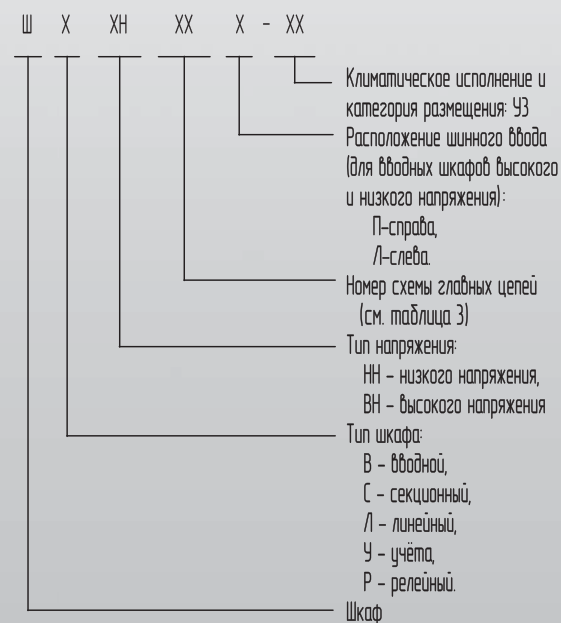 Ш Х ХН ХХ Х – ХХ
Климатическое исполнение и
категория размещения: У3
Расположение шинного ввода
(для вводных шкафов высокого
и низкого напряжения):
П–справа,
Л–слева.
Номер схемы главных цепей
(см. таблица 3)
Тип напряжения:
НН – низкого напряжения,
ВН – высокого напряжения
Тип шкафа:
В – вводной,
С – секционный,
Л – линейный,
У – учёта,
Р – релейный.
Шкаф